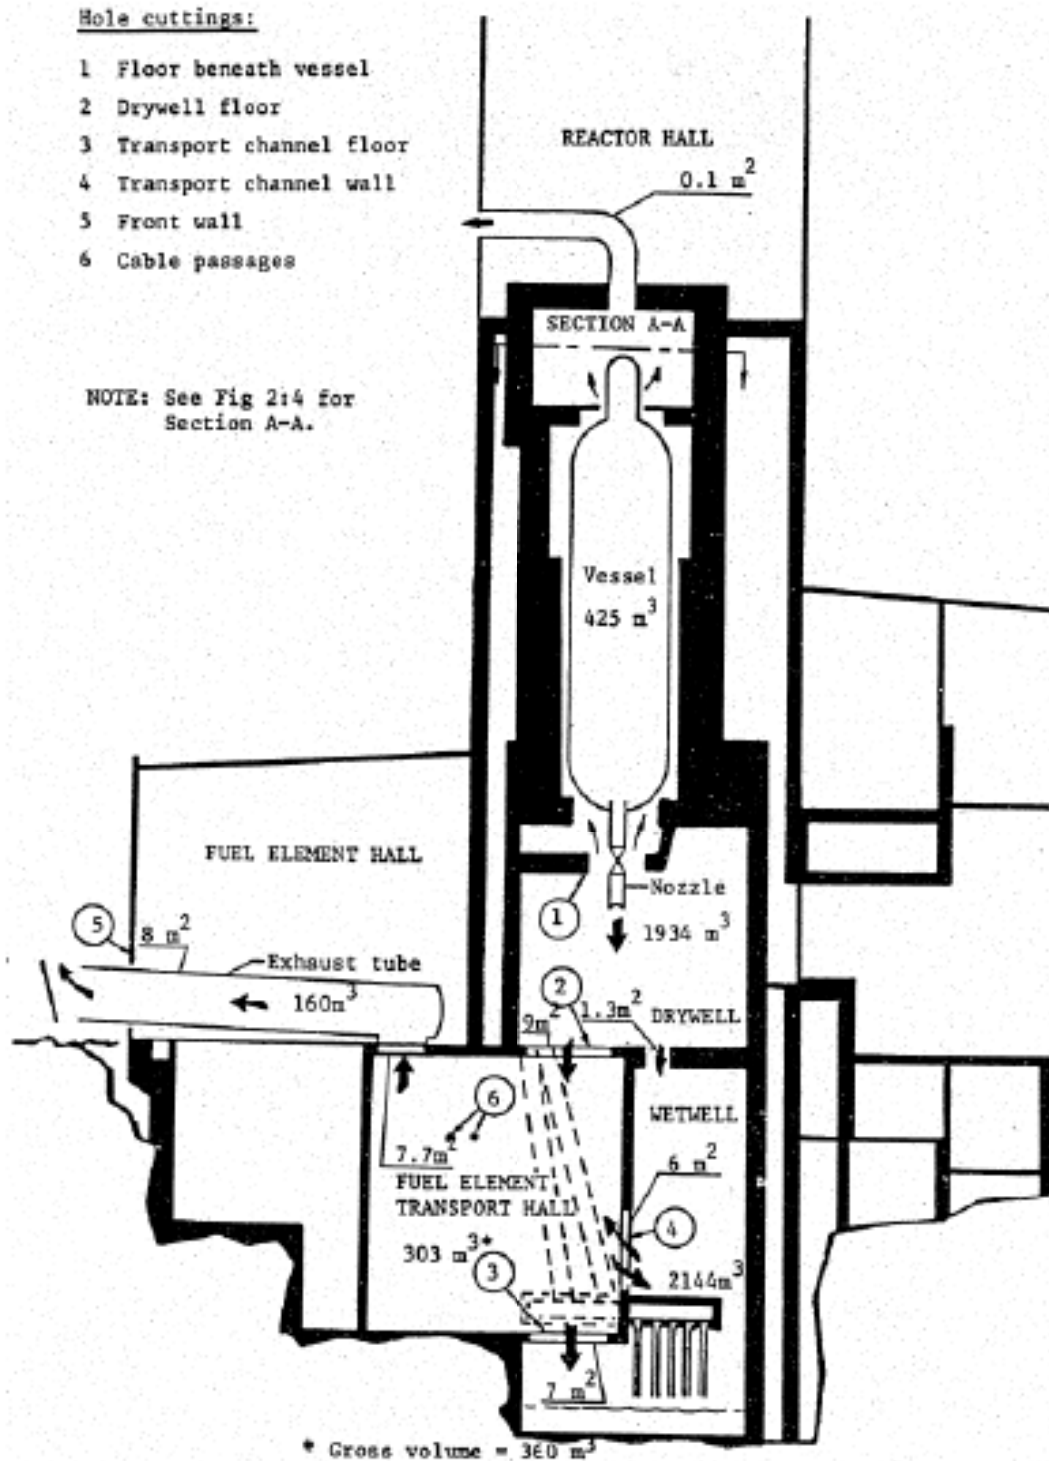 Hole cuttings:
1 Floor beneath vessel
2 Drywell floor
3 Transport channel floor
4 Transport channel wall
5 Front wall
6 Cable passages
NOTE: See Fig 2:4 for
Section A-A.
REACTOR HALL
0.1 m²
SECTION A-A
Vessel
425 m³
FUEL ELEMENT HALL
5
8 m²
Exhaust tube
160m³
1
Nozzle
1934 m³
2
9m²
1.3m²
DRYWELL
6
7.7m²
WETWELL
6 m²
FUEL ELEMENT
TRANSPORT HALL
303 m³*
4
3
2144m³
7 m²
* Gross volume = 360 m³